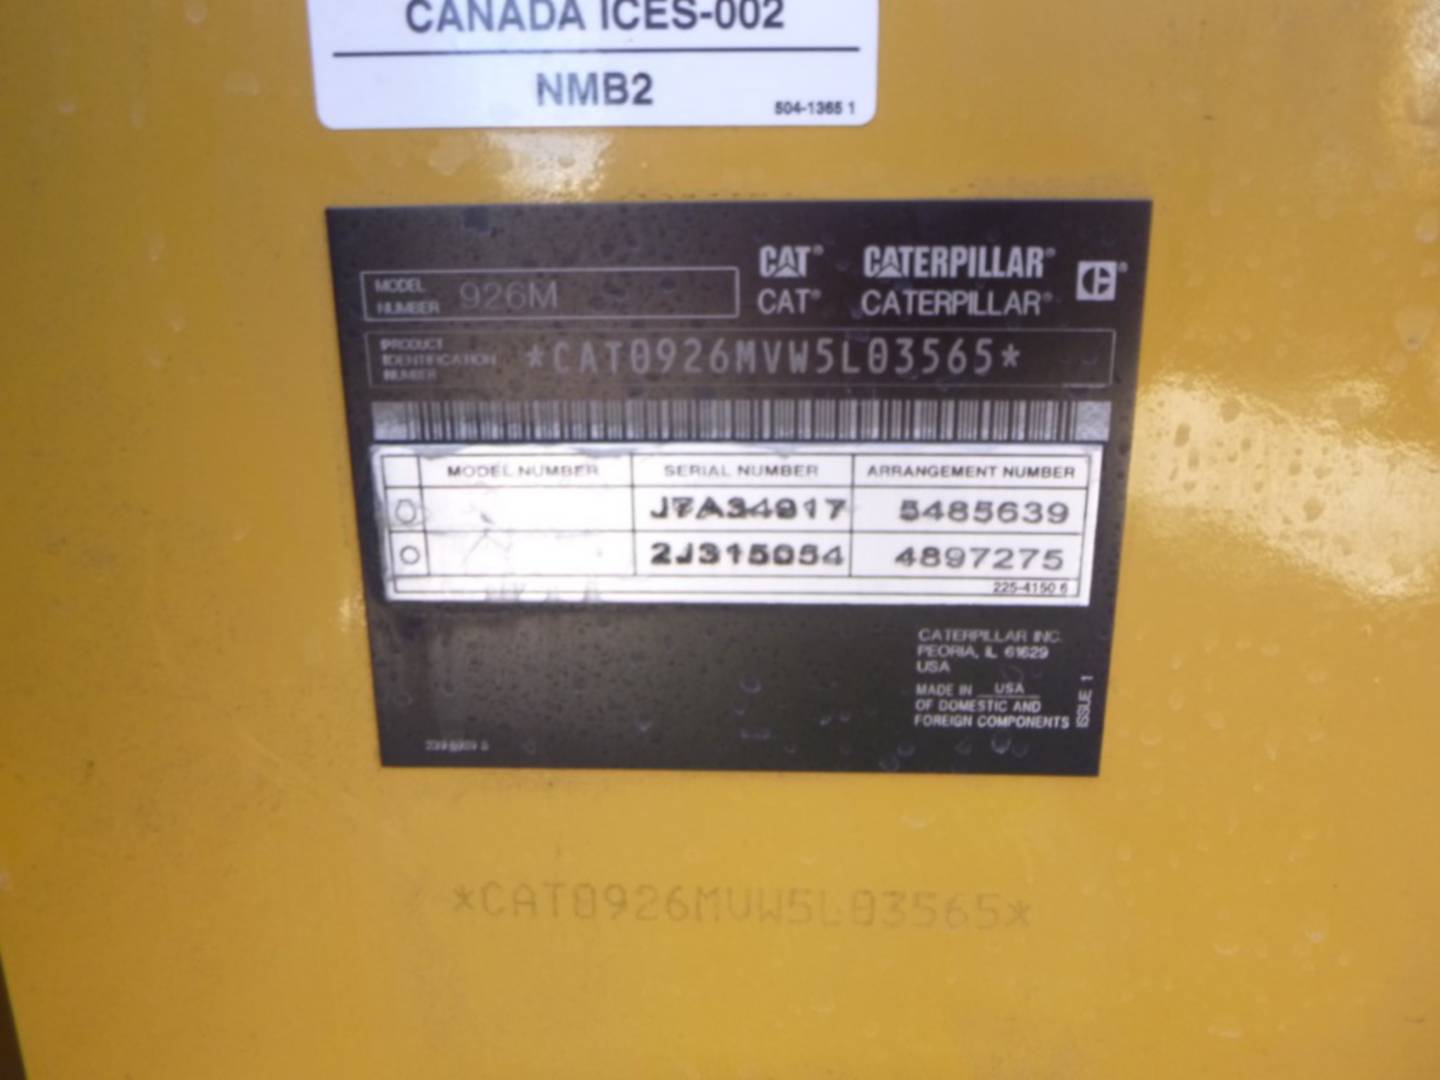 CANADA ICES-002
NMB2
504-1365 1
CAT® CATERPILLAR®
MODEL NUMBER 926M
CAT® CATERPILLAR®
PRODUCT IDENTIFICATION NUMBER *CAT0926MVW5L03565*
MODEL NUMBER SERIAL NUMBER ARRANGEMENT NUMBER
J7A34917 5485639
2J315054 4897275
225-4150 6
CATERPILLAR INC.
PEORIA, IL 61629
USA
MADE IN USA
OF DOMESTIC AND
FOREIGN COMPONENTS
ISSUE 1
*CAT0926MVW5L03565*